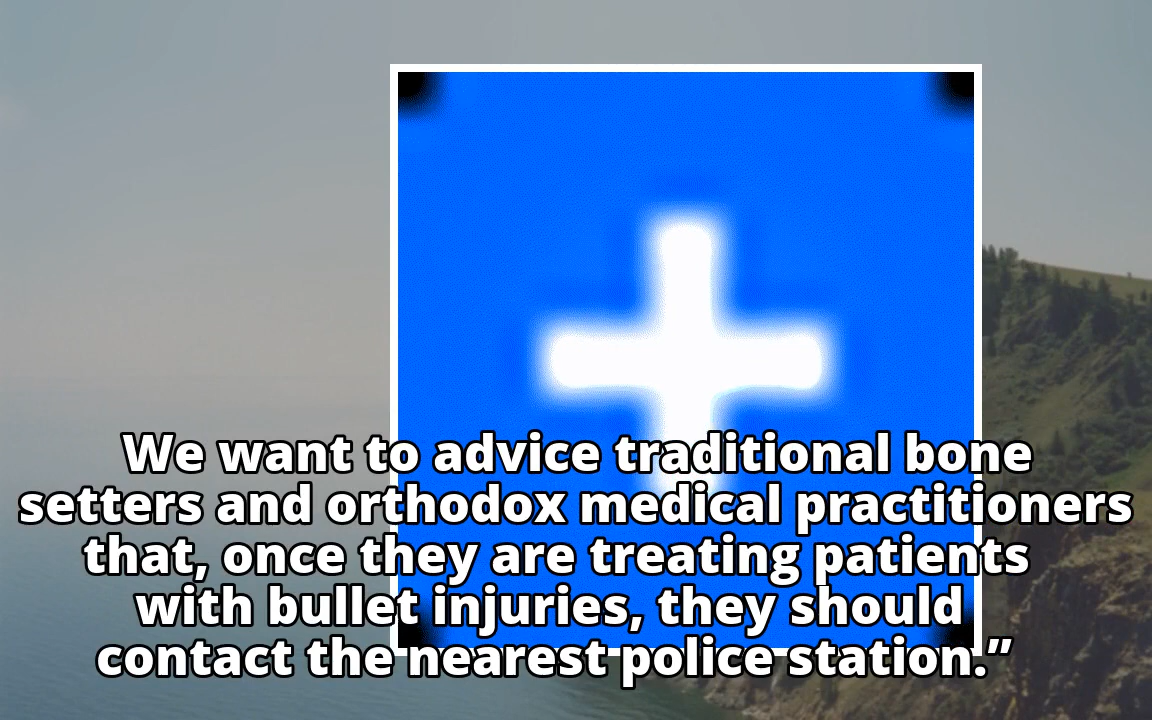 We want to advice traditional bone
setters and orthodox medical practitioners
that, once they are treating patients
with bullet injuries, they should
contact the nearest police station.”